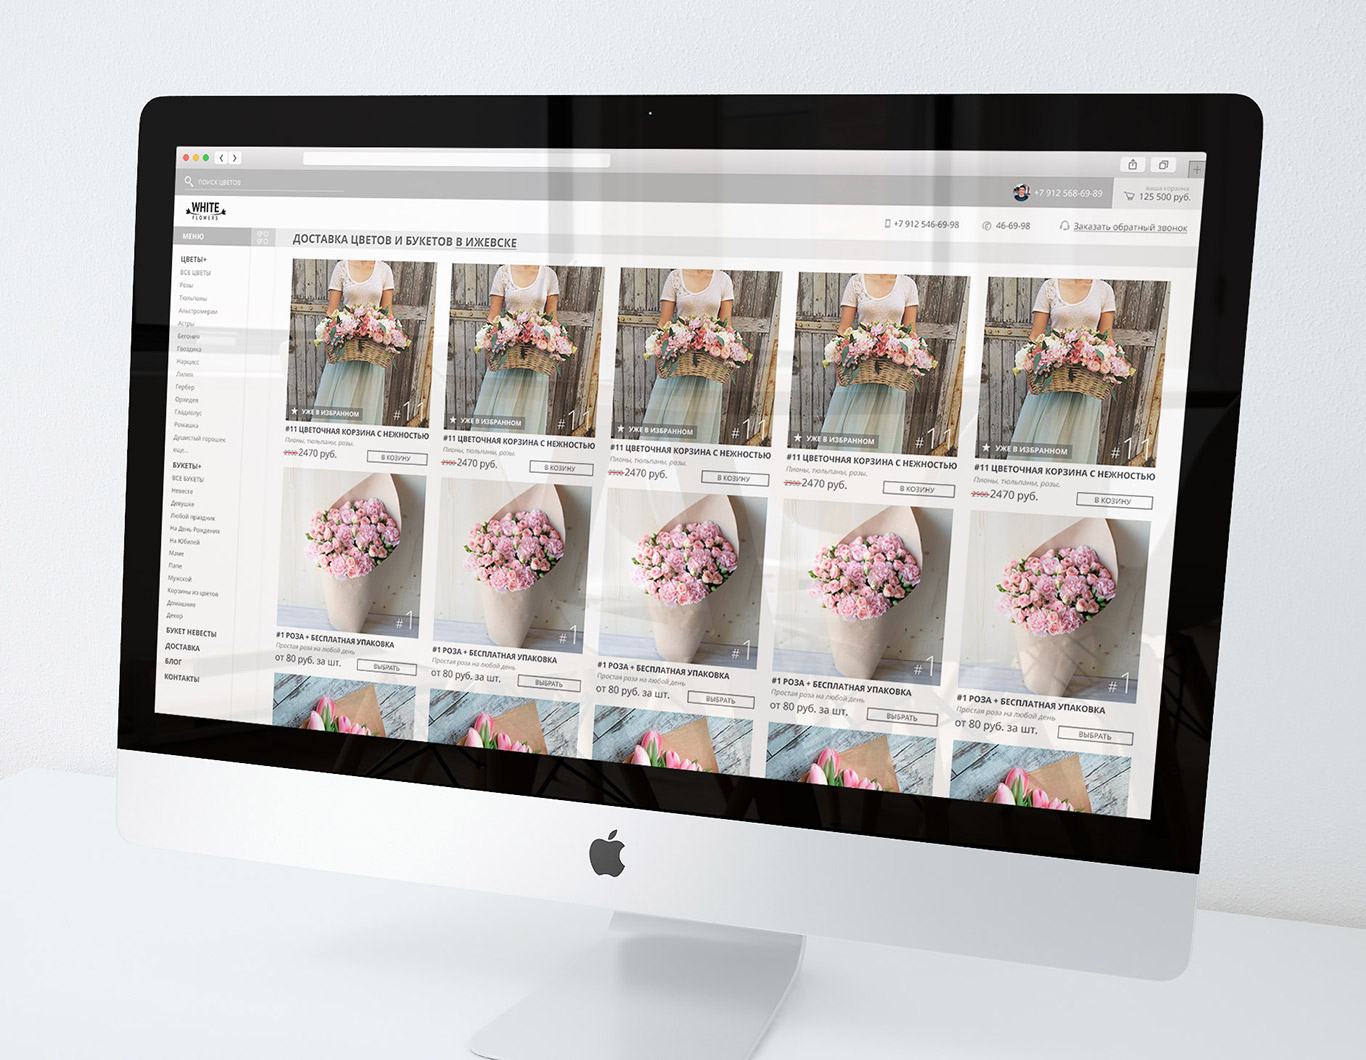 ПОИСК ЦВЕТОВ
+7 912 568-69-89
ваша корзина
125 500 руб.
WHITE
FLOWERS
+7 912 546-69-98
46-69-98
Заказать обратный звонок
МЕНЮ
ДОСТАВКА ЦВЕТОВ И БУКЕТОВ В ИЖЕВСКЕ
ЦВЕТЫ+
ВСЕ ЦВЕТЫ
Розы
Тюльпаны
Альстромерии
Астры
Бегония
Гвоздика
Нарцисс
Лилия
Гербер
Орхидея
Гладиолус
Ромашка
Душистый горошек
еще...
БУКЕТЫ+
ВСЕ БУКЕТЫ
Невесте
Девушке
Любой праздник
На День Рождения
На Юбилей
Маме
Папе
Мужской
Корзины из цветов
Домашние
Декор
БУКЕТ НЕВЕСТЫ
ДОСТАВКА
БЛОГ
КОНТАКТЫ
★ УЖЕ В ИЗБРАННОМ #11
#11 ЦВЕТОЧНАЯ КОРЗИНА С НЕЖНОСТЬЮ
Пионы, тюльпаны, розы.
2900 2470 руб. В КОЗИНУ
★ УЖЕ В ИЗБРАННОМ #11
#11 ЦВЕТОЧНАЯ КОРЗИНА С НЕЖНОСТЬЮ
Пионы, тюльпаны, розы.
2900 2470 руб. В КОЗИНУ
★ УЖЕ В ИЗБРАННОМ #11
#11 ЦВЕТОЧНАЯ КОРЗИНА С НЕЖНОСТЬЮ
Пионы, тюльпаны, розы.
2900 2470 руб. В КОЗИНУ
★ УЖЕ В ИЗБРАННОМ #11
#11 ЦВЕТОЧНАЯ КОРЗИНА С НЕЖНОСТЬЮ
Пионы, тюльпаны, розы.
2900 2470 руб. В КОЗИНУ
★ УЖЕ В ИЗБРАННОМ #11
#11 ЦВЕТОЧНАЯ КОРЗИНА С НЕЖНОСТЬЮ
Пионы, тюльпаны, розы.
2900 2470 руб. В КОЗИНУ
#1
#1 РОЗА + БЕСПЛАТНАЯ УПАКОВКА
Простая роза на любой день
от 80 руб. за шт. ВЫБРАТЬ
#1
#1 РОЗА + БЕСПЛАТНАЯ УПАКОВКА
Простая роза на любой день
от 80 руб. за шт. ВЫБРАТЬ
#1
#1 РОЗА + БЕСПЛАТНАЯ УПАКОВКА
Простая роза на любой день
от 80 руб. за шт. ВЫБРАТЬ
#1
#1 РОЗА + БЕСПЛАТНАЯ УПАКОВКА
Простая роза на любой день
от 80 руб. за шт. ВЫБРАТЬ
#1
#1 РОЗА + БЕСПЛАТНАЯ УПАКОВКА
Простая роза на любой день
от 80 руб. за шт. ВЫБРАТЬ